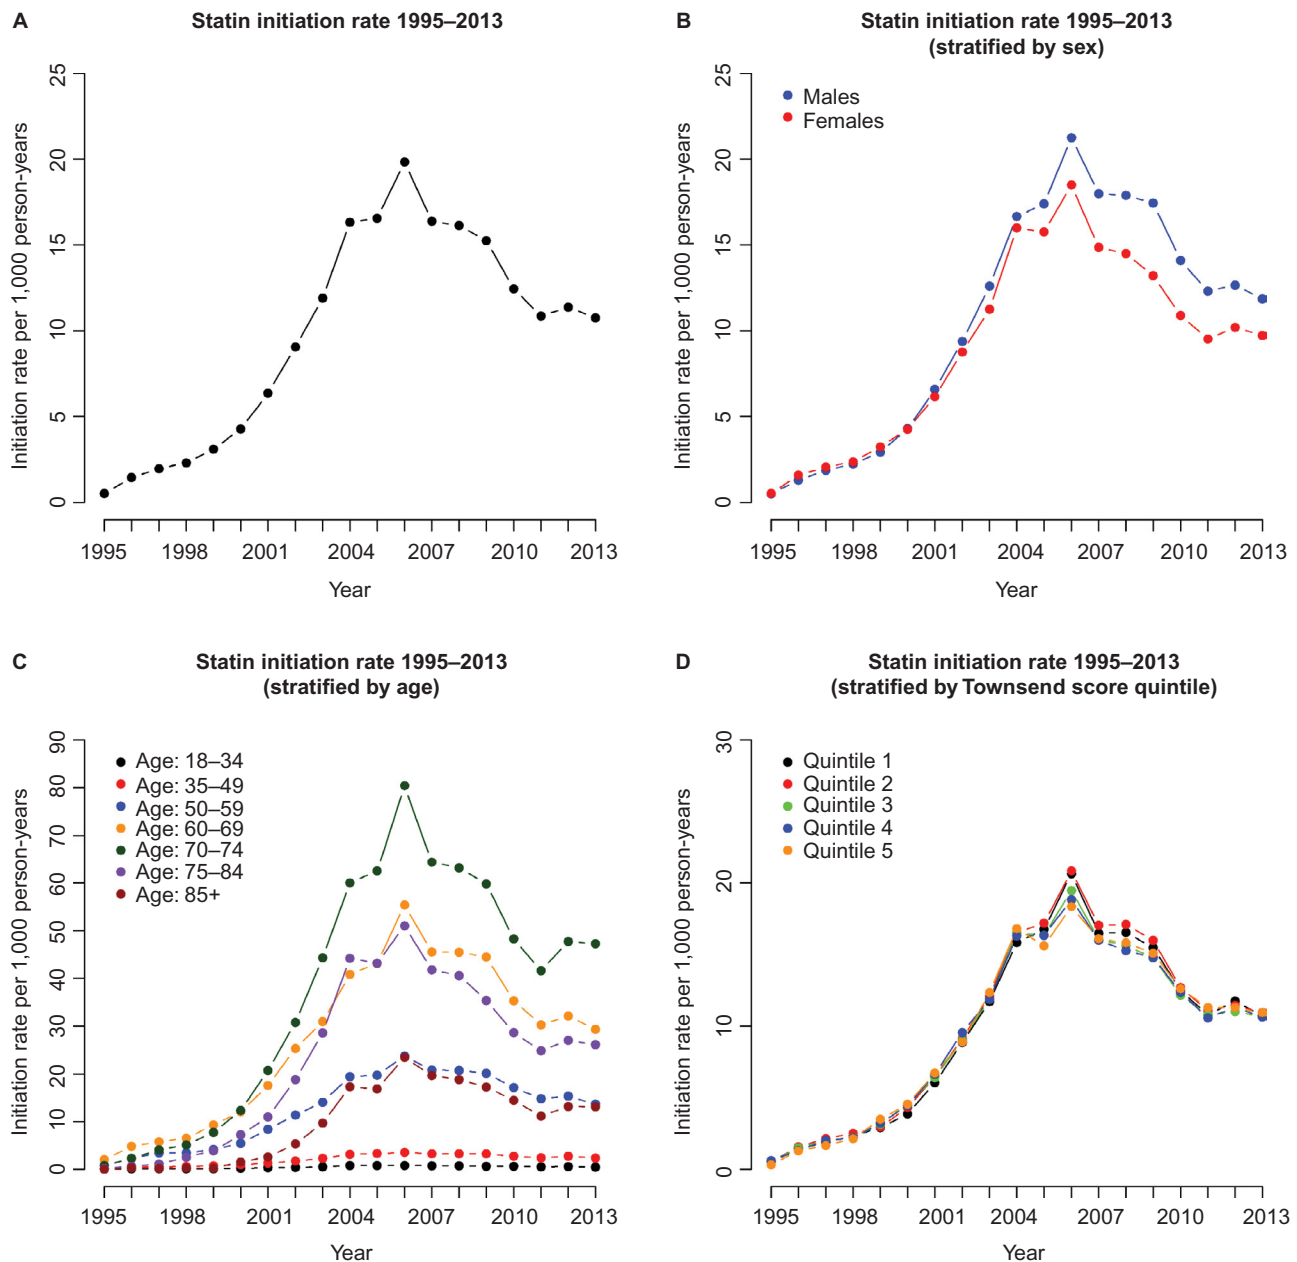 A
Statin initiation rate 1995–2013
Initiation rate per 1,000 person-years
25
20
15
10
5
0
1995 1998 2001 2004 2007 2010 2013
Year
B
Statin initiation rate 1995–2013
(stratified by sex)
Initiation rate per 1,000 person-years
25
20
15
10
5
0
Males
Females
1995 1998 2001 2004 2007 2010 2013
Year
C
Statin initiation rate 1995–2013
(stratified by age)
Initiation rate per 1,000 person-years
90
80
70
60
50
40
30
20
10
0
Age: 18–34
Age: 35–49
Age: 50–59
Age: 60–69
Age: 70–74
Age: 75–84
Age: 85+
1995 1998 2001 2004 2007 2010 2013
Year
D
Statin initiation rate 1995–2013
(stratified by Townsend score quintile)
Initiation rate per 1,000 person-years
30
20
10
0
Quintile 1
Quintile 2
Quintile 3
Quintile 4
Quintile 5
1995 1998 2001 2004 2007 2010 2013
Year